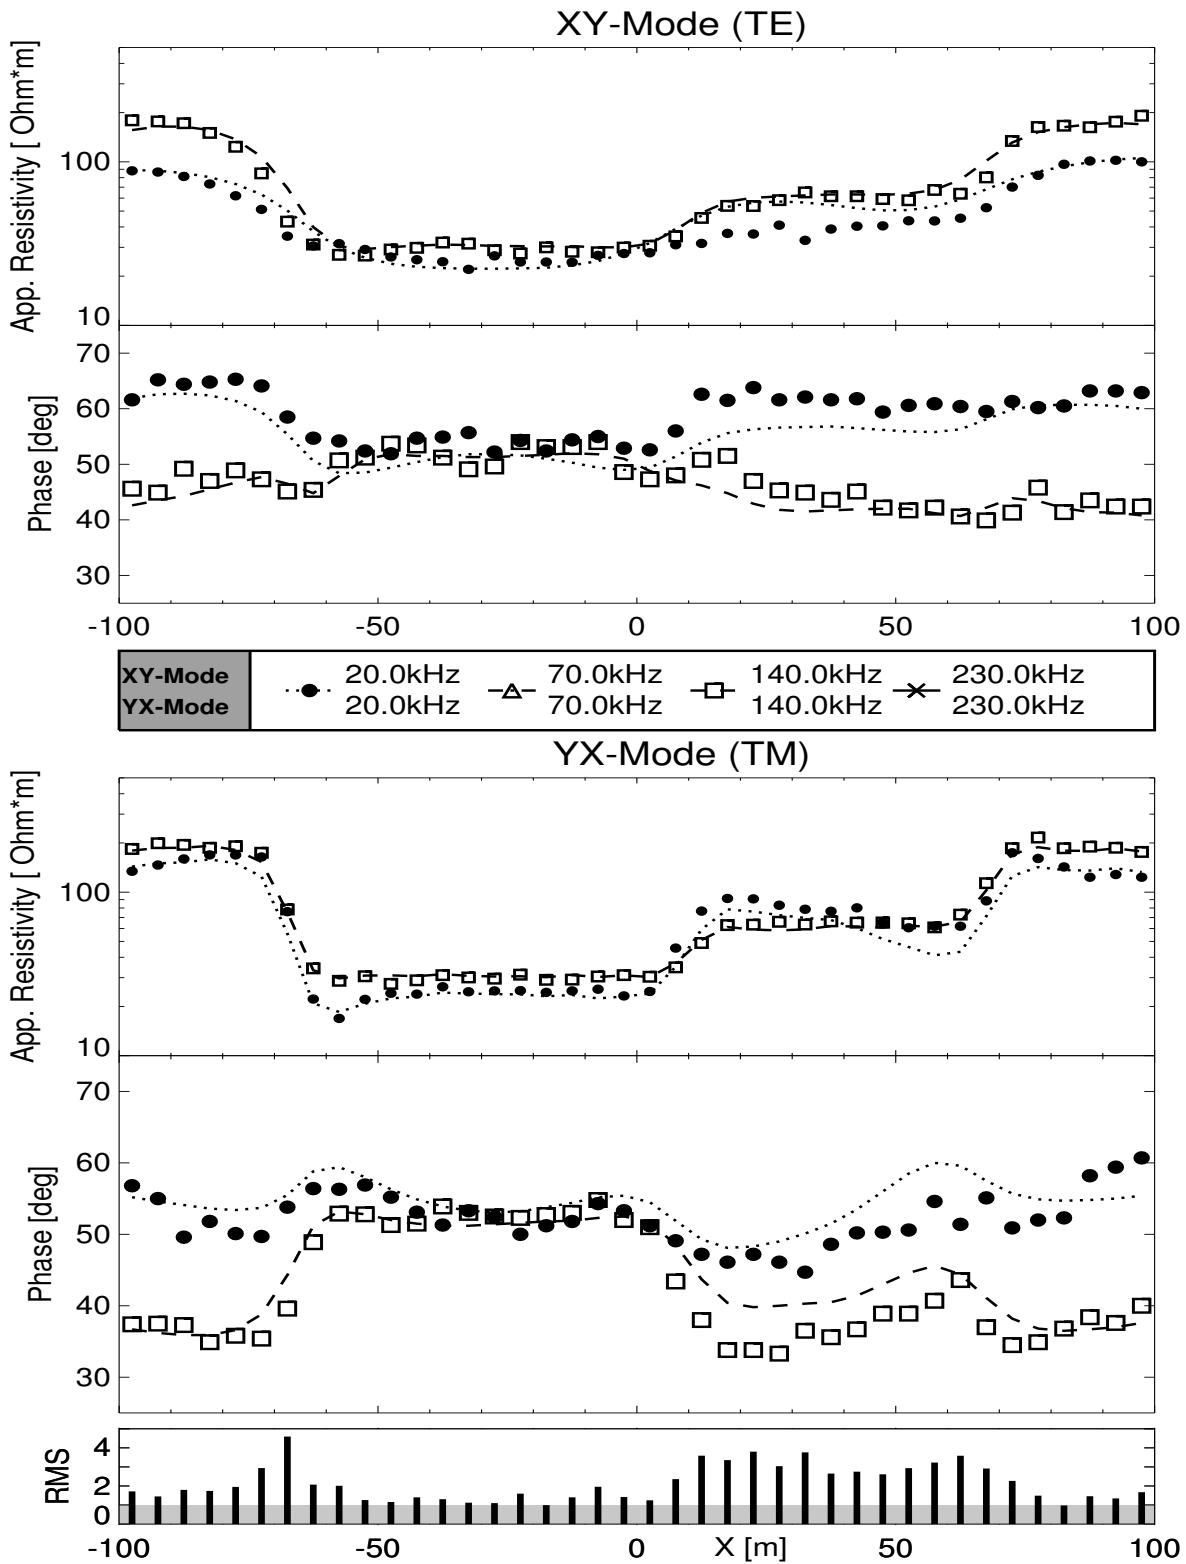 XY-Mode (TE)
App. Resistivity [ Ohm*m]
100
10
Phase [deg]
70
60
50
40
30
-100 -50 0 50 100
XY-Mode 20.0kHz 70.0kHz 140.0kHz 230.0kHz
YX-Mode 20.0kHz 70.0kHz 140.0kHz 230.0kHz
YX-Mode (TM)
App. Resistivity [ Ohm*m]
100
10
Phase [deg]
70
60
50
40
30
RMS
4
2
0
0
-100 -50 0 X [m] 50 100